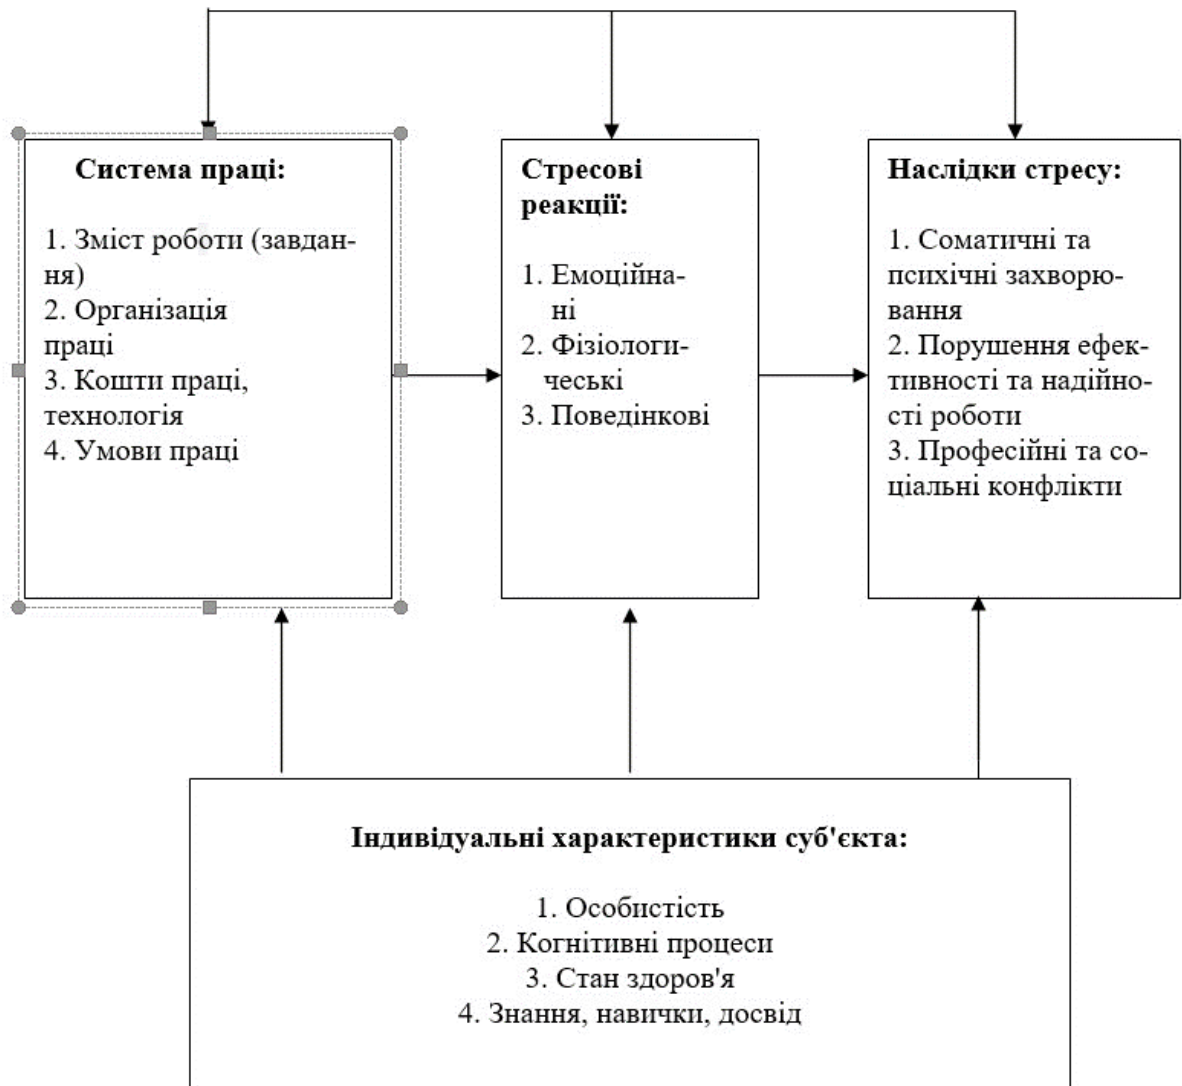 Система праці:
1. Зміст роботи (завдан-
ня)
2. Організація
праці
3. Кошти праці,
технологія
4. Умови праці
Стресові
реакції:
1. Емоційна-
ні
2. Фізіологи-
чеські
3. Поведінкові
Наслідки стресу:
1. Соматичні та
психічні захворю-
вання
2. Порушення ефек-
тивності та надійно-
сті роботи
3. Професійні та со-
ціальні конфлікти
Індивідуальні характеристики суб'єкта:
1. Особистість
2. Когнітивні процеси
3. Стан здоров'я
4. Знання, навички, досвід